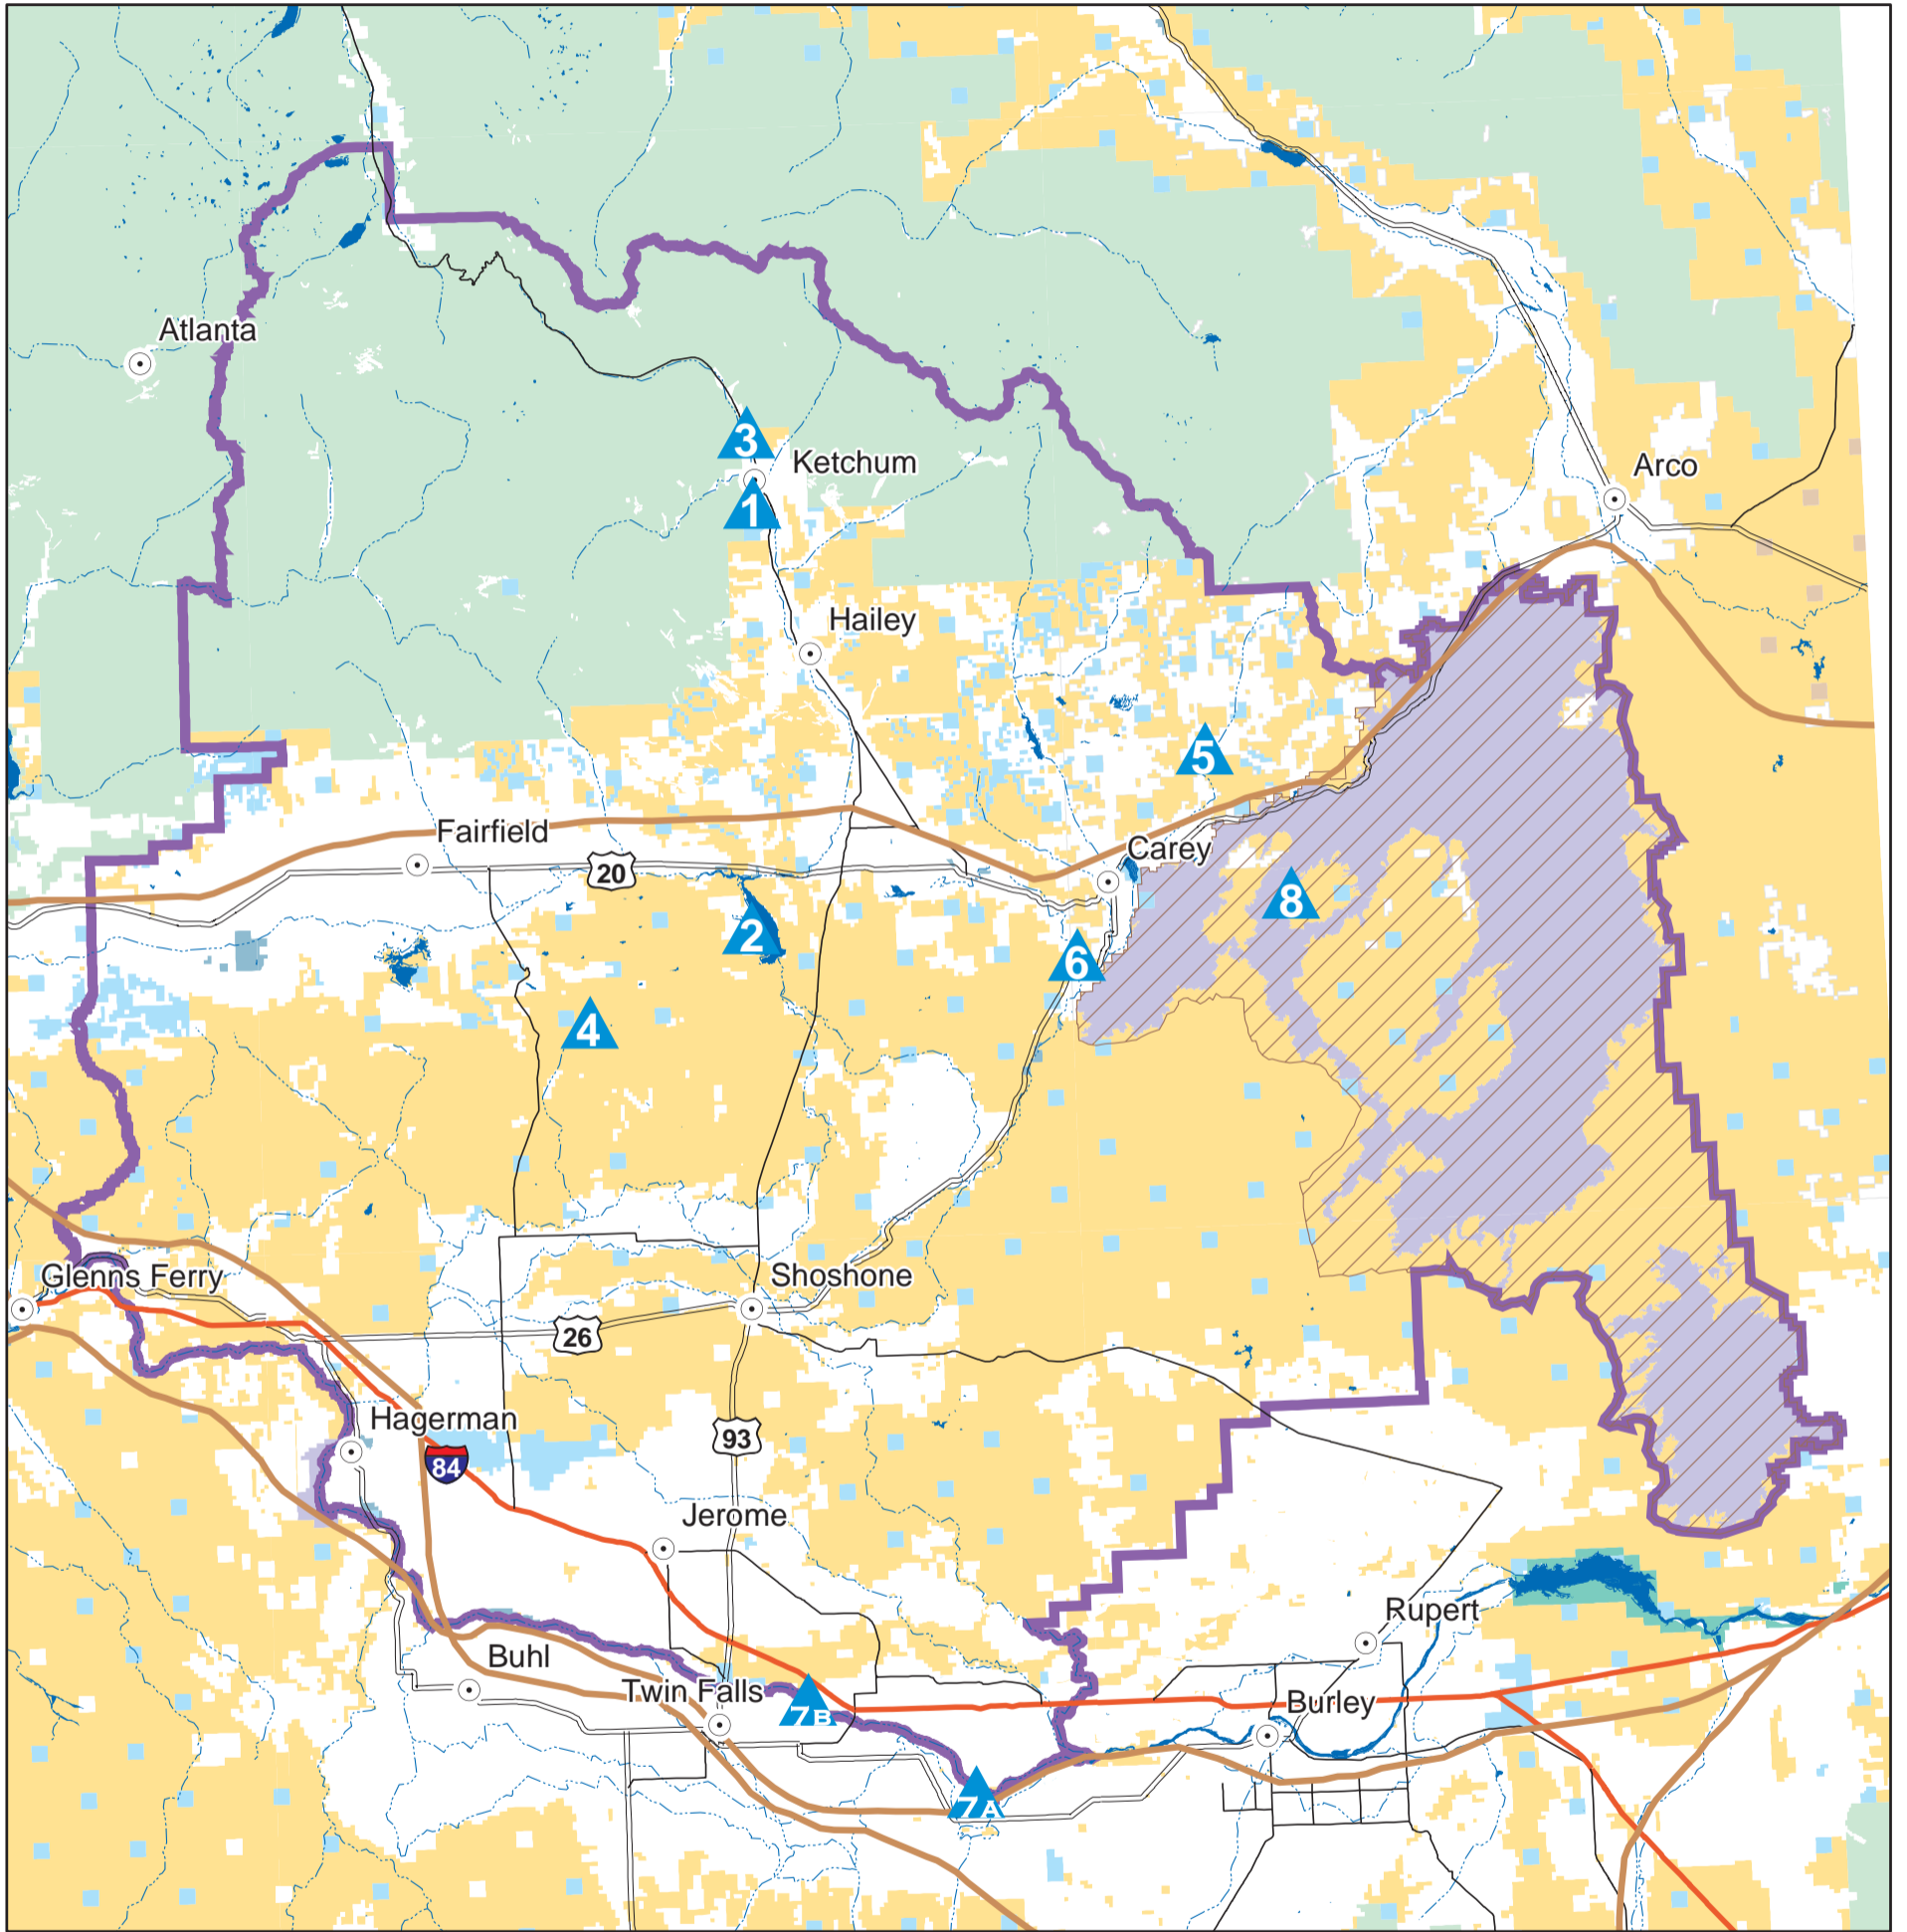 Atlanta
3
Ketchum
1
Arco
Hailey
5
Fairfield
20
Carey
8
2
6
4
Glenns Ferry
Shoshone
26
Hagerman
93
84
Jerome
Rupert
Buhl
Twin Falls
7B
Burley
7A